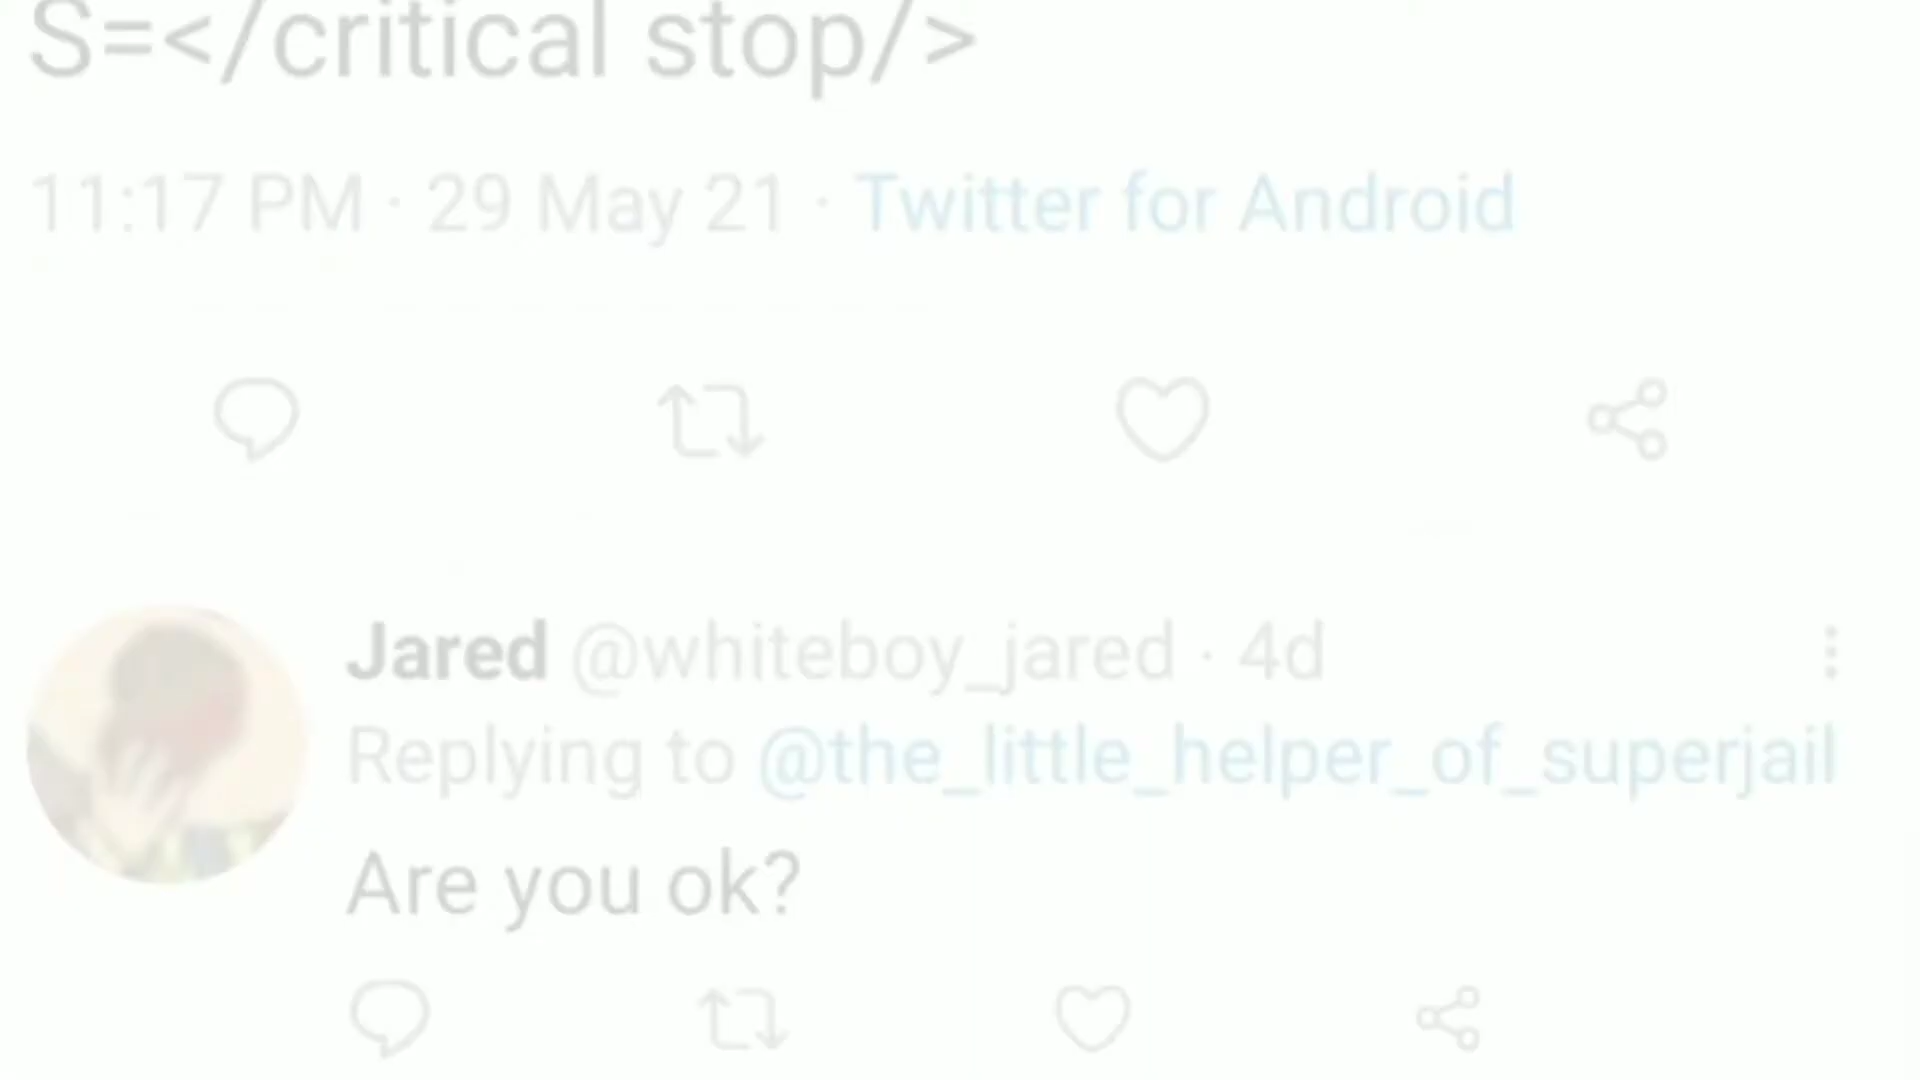 S=</critical stop/>
11:17 PM · 29 May 21 · Twitter for Android
Jared @whiteboy_jared · 4d
Replying to @the_little_helper_of_superjail
Are you ok?